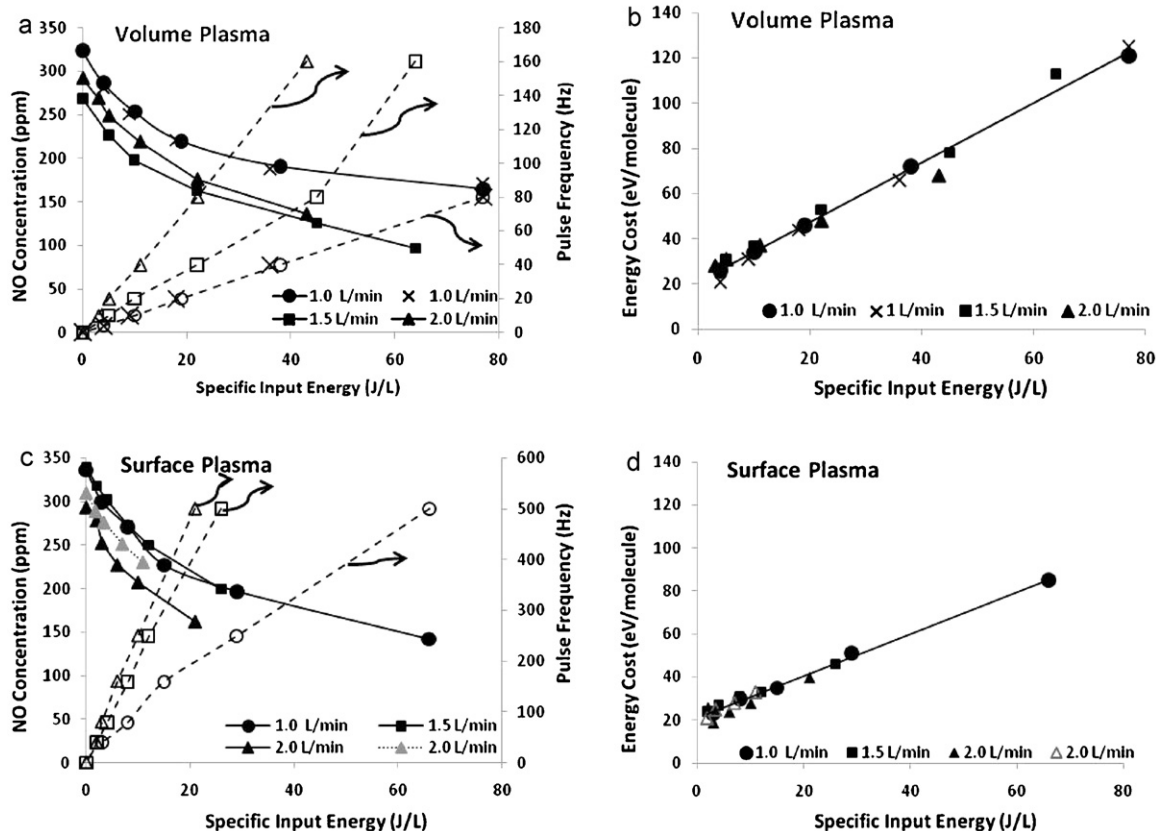 a
Volume Plasma
NO Concentration (ppm)
350
300
250
200
150
100
50
0
180
160
140
120
100
80
60
40
20
0
Pulse Frequency (Hz)
1.0 L/min
1.0 L/min
1.5 L/min
2.0 L/min
0 20 40 60 80
Specific Input Energy (J/L)
b
Volume Plasma
Energy Cost (eV/molecule)
140
120
100
80
60
40
20
0
1.0 L/min 1 L/min 1.5 L/min 2.0 L/min
0 20 40 60 80
Specific Input Energy (J/L)
c
Surface Plasma
NO Concentration (ppm)
350
300
250
200
150
100
50
0
600
500
400
300
200
100
0
Pulse Frequency (Hz)
1.0 L/min
1.5 L/min
2.0 L/min
2.0 L/min
0 20 40 60 80
Specific Input Energy (J/L)
d
Surface Plasma
Energy Cost (eV/molecule)
140
120
100
80
60
40
20
0
1.0 L/min 1.5 L/min 2.0 L/min 2.0 L/min
0 20 40 60 80
Specific Input Energy (J/L)